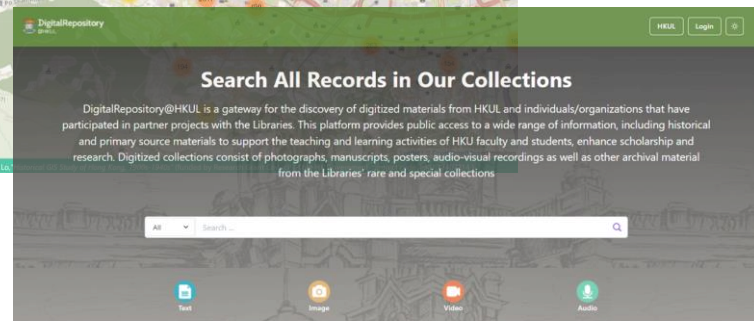 DigitalRepository
@HKUL
HKUL
Login
Search All Records in Our Collections
DigitalRepository@HKUL is a gateway for the discovery of digitized materials from HKUL and individuals/organizations that have
participated in partner projects with the Libraries. This platform provides public access to a wide range of information, including historical
and primary source materials to support the teaching and learning activities of HKU faculty and students, enhance scholarship and
research. Digitized collections consist of photographs, manuscripts, posters, audio-visual recordings as well as other archival material
from the Libraries' rare and special collections
All
Search ...
Text
Image
Video
Audio